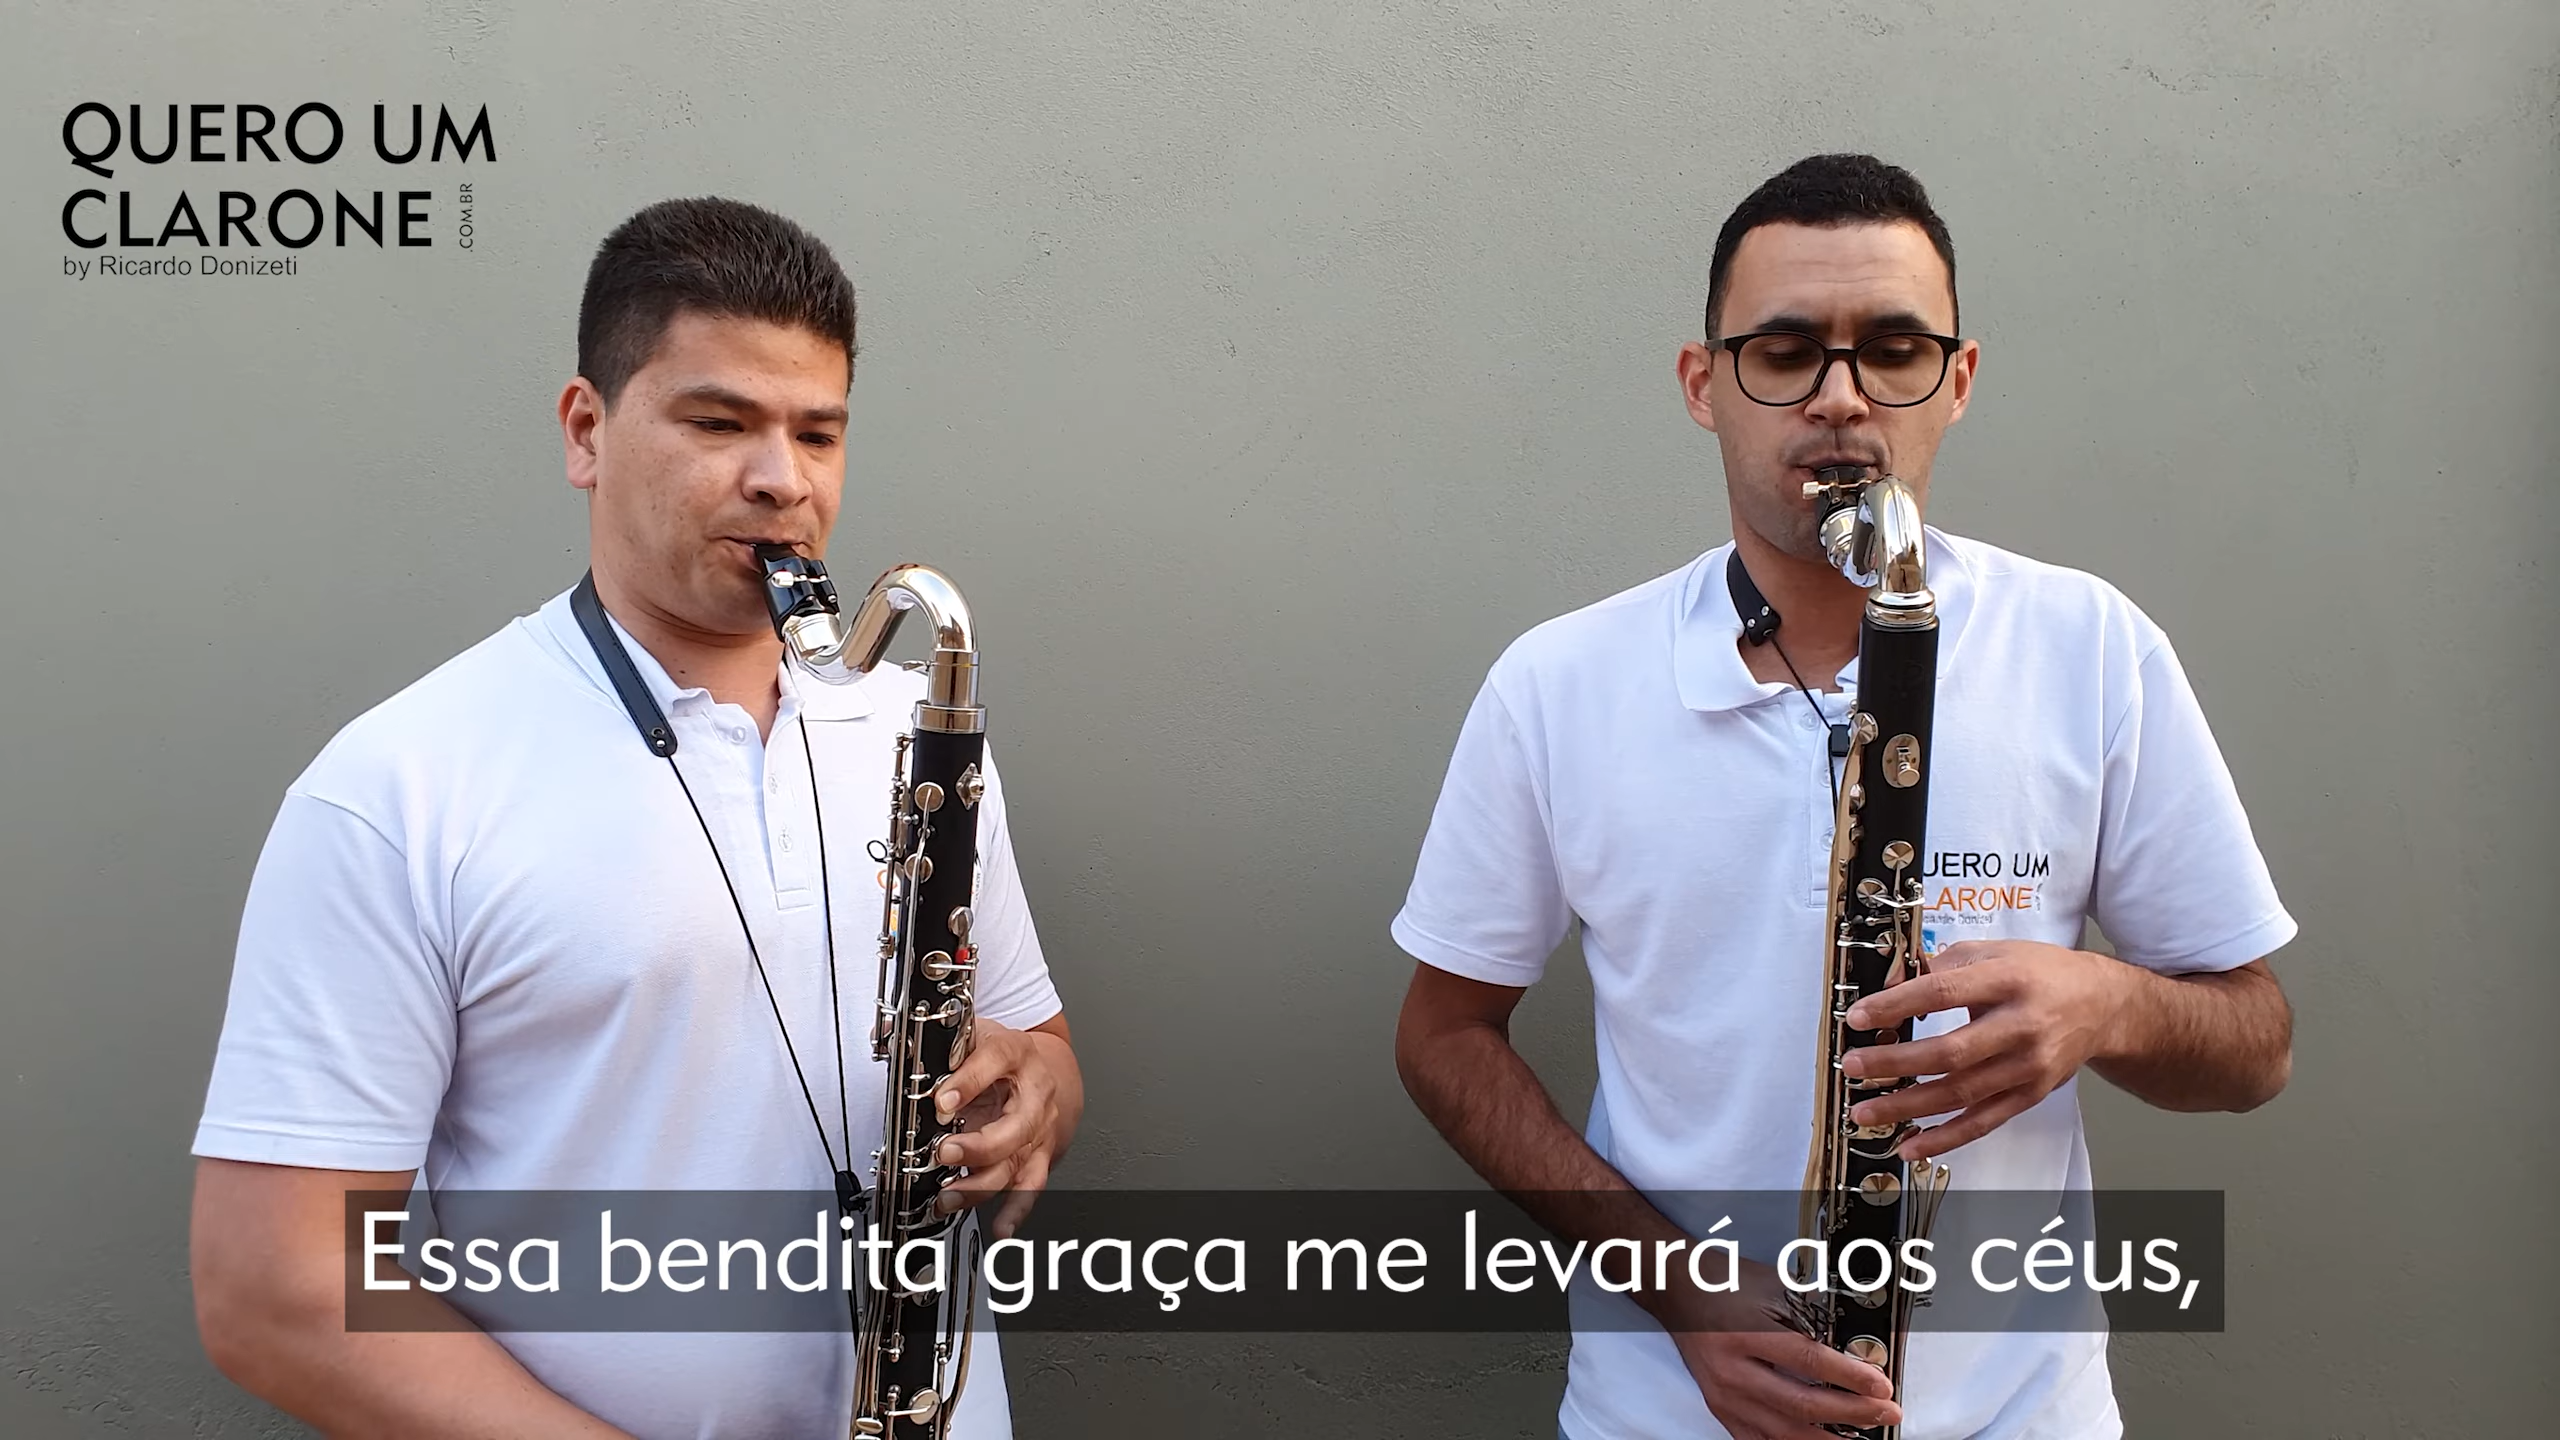 QUERO UM
CLARONE .COM.BR
by Ricardo Donizeti
UERO UM
LARONE
Essa bendita graça me levará aos céus,